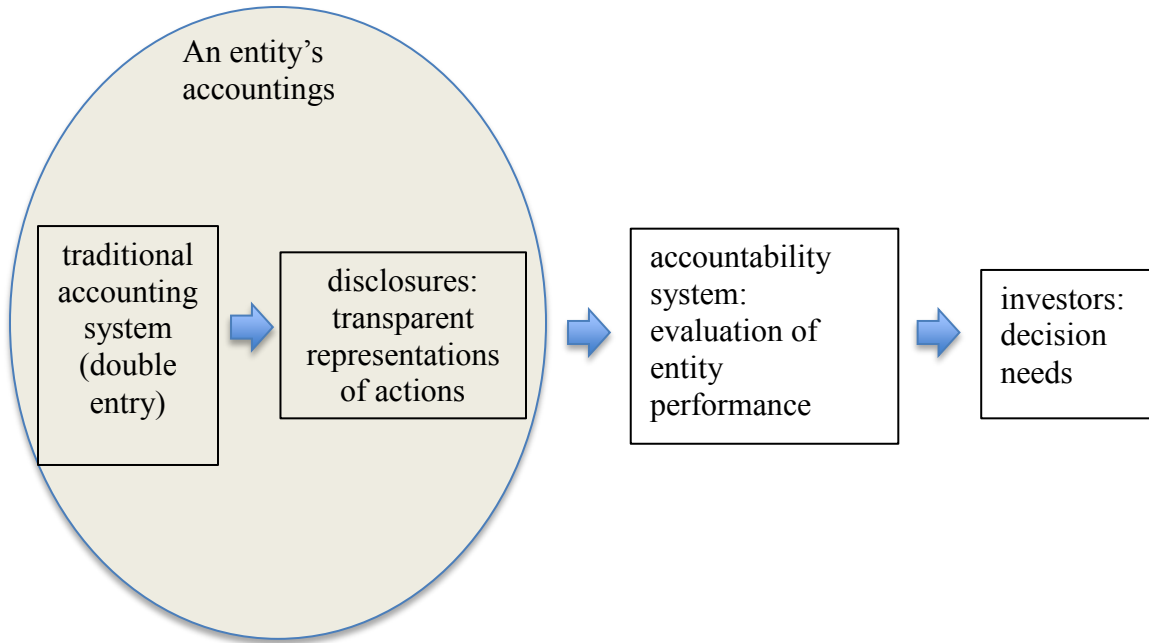 An entity’s
accountings
traditional
accounting
system
(double
entry)
disclosures:
transparent
representations
of actions
accountability
system:
evaluation of
entity
performance
investors:
decision
needs